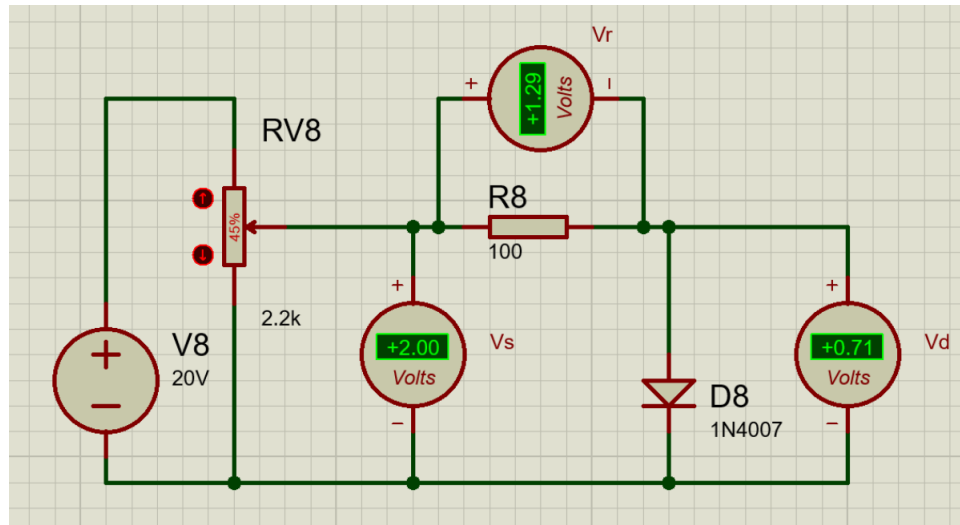 Vr
+
+1.29
Volts
−
RV8
45%
2.2k
R8
100
V8
20V
+
+2.00
Volts
−
Vs
D8
1N4007
+
+0.71
Volts
−
Vd